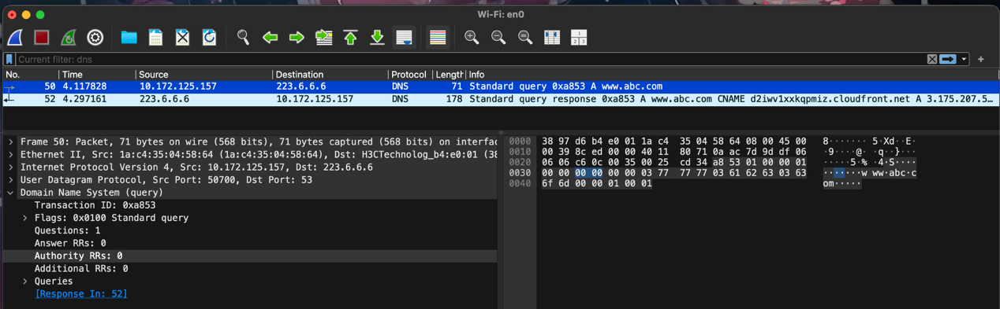 Wi-Fi: en0
Current filter: dns
No. Time Source Destination Protocol Length Info
50 4.117828 10.172.125.157 223.6.6.6 DNS 71 Standard query 0xa853 A www.abc.com
52 4.297161 223.6.6.6 10.172.125.157 DNS 178 Standard query response 0xa853 A www.abc.com CNAME d2iwv1xxkqpmiz.cloudfront.net A 3.175.207.5…
Frame 50: Packet, 71 bytes on wire (568 bits), 71 bytes captured (568 bits) on interfac
Ethernet II, Src: 1a:c4:35:04:58:64 (1a:c4:35:04:58:64), Dst: H3CTechnolog_b4:e0:01 (38
Internet Protocol Version 4, Src: 10.172.125.157, Dst: 223.6.6.6
User Datagram Protocol, Src Port: 50700, Dst Port: 53
Domain Name System (query)
Transaction ID: 0xa853
Flags: 0x0100 Standard query
Questions: 1
Answer RRs: 0
Authority RRs: 0
Additional RRs: 0
Queries
[Response In: 52]
0000 38 97 d6 b4 e0 01 1a c4 35 04 58 64 08 00 45 00 8······· 5·Xd··E·
0010 00 39 8c ed 00 00 40 11 80 71 0a ac 7d 9d df 06 ·9····@· ·q··}···
0020 06 06 c6 0c 00 35 00 25 cd 34 a8 53 01 00 00 01 ·····5·% ·4·S····
0030 00 00 00 00 00 00 03 77 77 77 03 61 62 63 03 63 ·······w ww·abc·c
0040 6f 6d 00 00 01 00 01 om·····